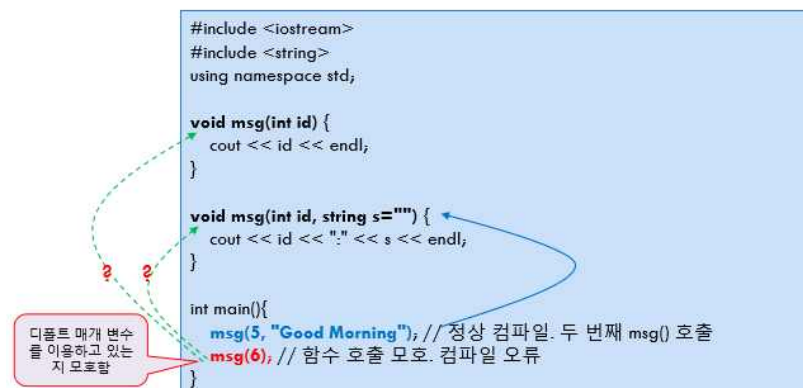 #include <iostream>
#include <string>
using namespace std;
void msg(int id) {
cout << id << endl;
}
void msg(int id, string s="") {
cout << id << ":" << s << endl;
}
int main(){
msg(5, "Good Morning"); // 정상 컴파일. 두 번째 msg() 호출
msg(6); // 함수 호출 모호. 컴파일 오류
}
? ?
디폴트 매개 변수
를 이용하고 있는
지 모호함